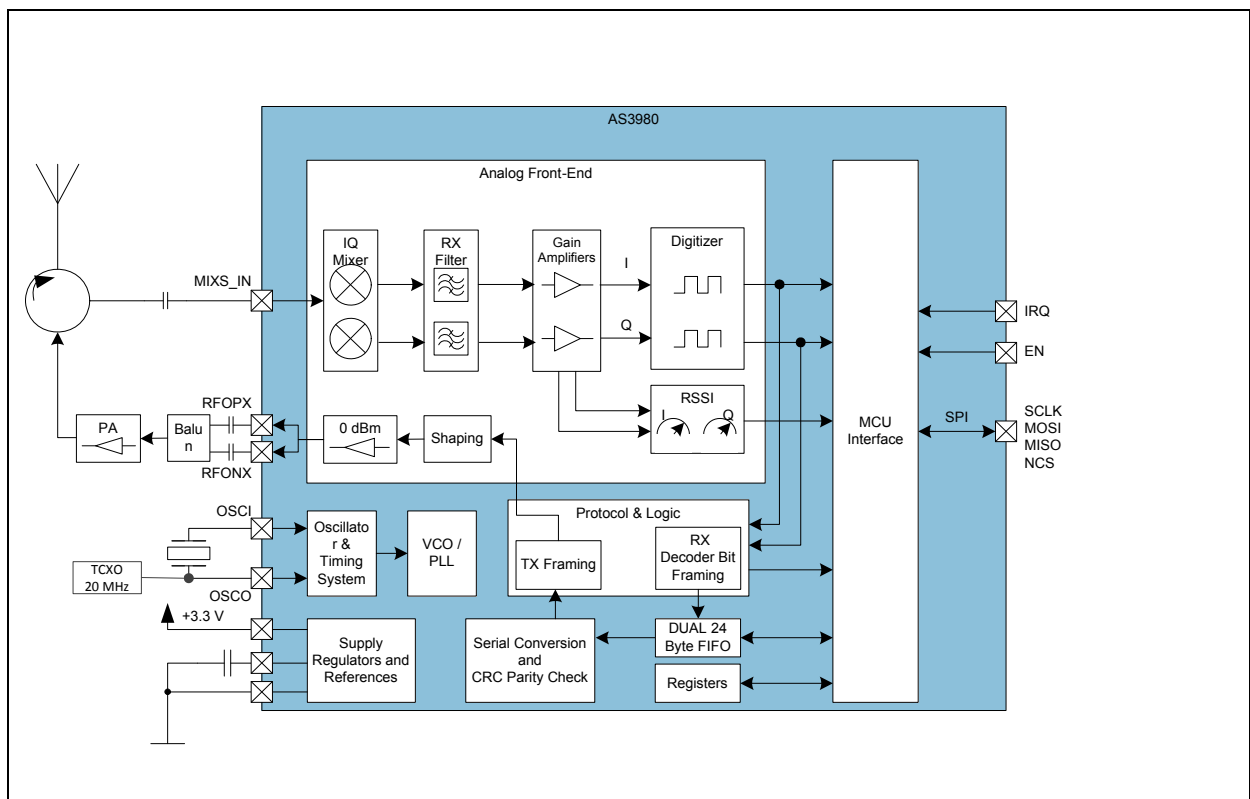 AS3980
Analog Front-End
IQ
Mixer
RX
Filter
Gain
Amplifiers
I
Q
Digitizer
MIXS_IN
RSSI
I
Q
MCU
Interface
IRQ
EN
SPI
SCLK
MOSI
MISO
NCS
RFOPX
RFONX
PA
Balu
n
0 dBm
Shaping
OSCI
OSCO
TCXO
20 MHz
Oscillato
r &
Timing
System
VCO /
PLL
Protocol & Logic
TX Framing
RX
Decoder Bit
Framing
+3.3 V
Supply
Regulators and
References
Serial Conversion
and
CRC Parity Check
DUAL 24
Byte FIFO
Registers